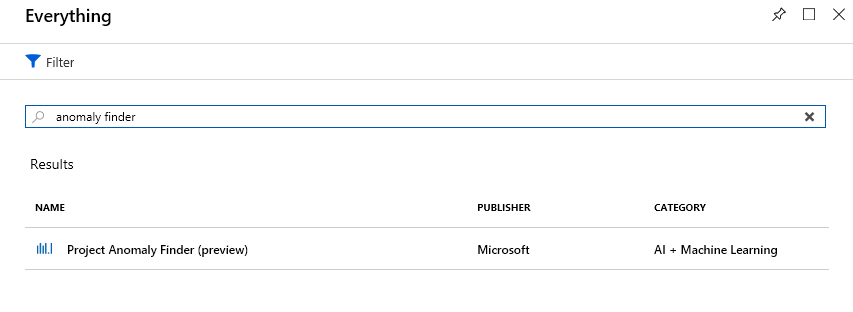 Everything
Filter
anomaly finder
Results
NAME PUBLISHER CATEGORY
Project Anomaly Finder (preview) Microsoft AI + Machine Learning